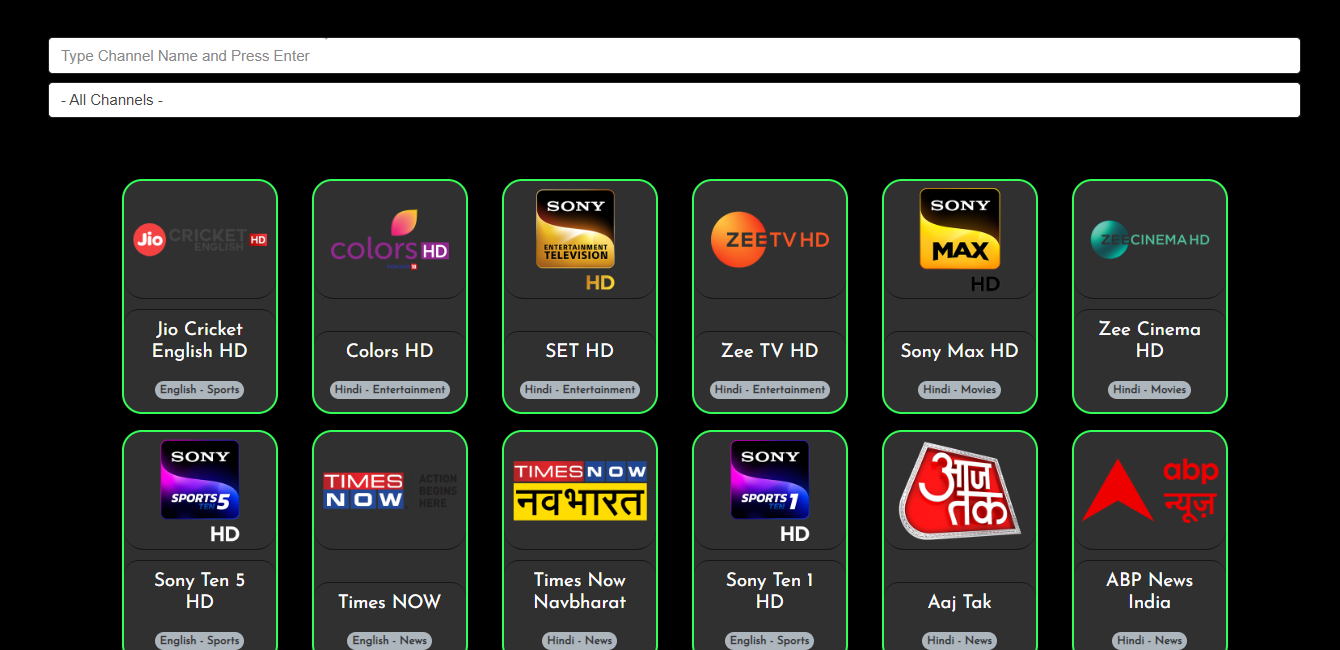 Type Channel Name and Press Enter
- All Channels -
Jio CRICKET ENGLISH HD
colors HD
SONY
ENTERTAINMENT
TELEVISION
HD
ZEE TV HD
SONY
MAX
HD
ZEE CINEMA HD
Jio Cricket
English HD
Colors HD
SET HD
Zee TV HD
Sony Max HD
Zee Cinema
HD
English - Sports
Hindi - Entertainment
Hindi - Entertainment
Hindi - Entertainment
Hindi - Movies
Hindi - Movies
SONY
SPORTS 5
TEN
HD
TIMES
NOW
ACTION
BEGINS
HERE
TIMES NOW
नवभारत
SONY
SPORTS 1
TEN
HD
आज
तक
abp
न्यूज़
Sony Ten 5
HD
Times NOW
Times Now
Navbharat
Sony Ten 1
HD
Aaj Tak
ABP News
India
English - Sports
English - News
Hindi - News
English - Sports
Hindi - News
Hindi - News